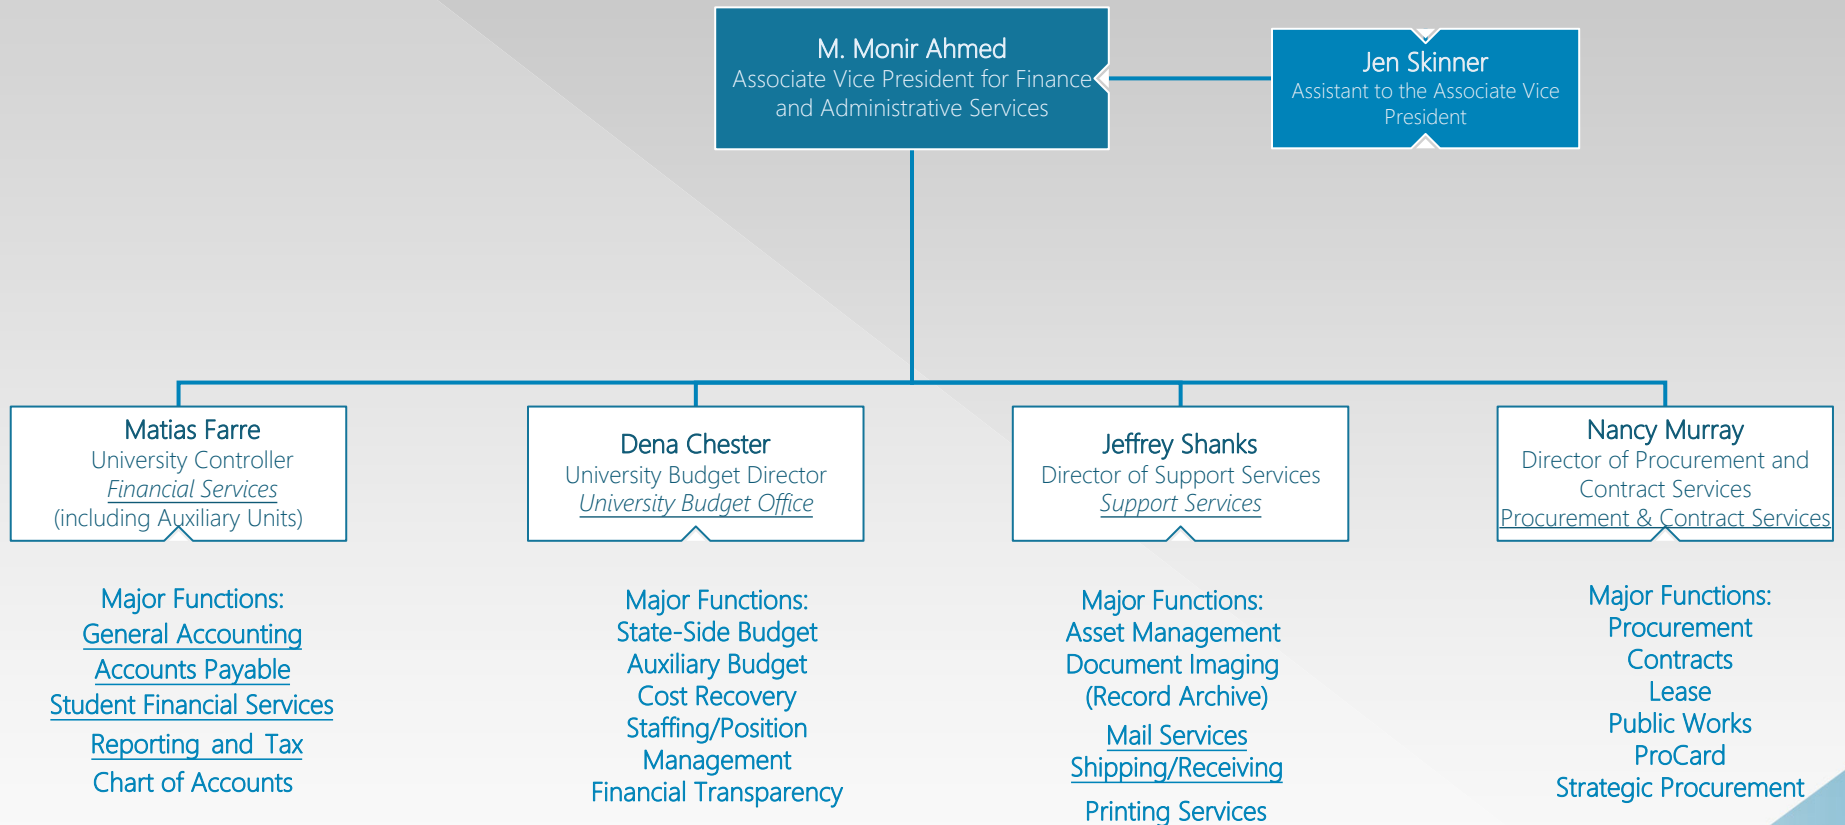 M. Monir Ahmed
Associate Vice President for Finance
and Administrative Services
Jen Skinner
Assistant to the Associate Vice
President
Matias Farre
University Controller
Financial Services
(including Auxiliary Units)
Dena Chester
University Budget Director
University Budget Office
Jeffrey Shanks
Director of Support Services
Support Services
Nancy Murray
Director of Procurement and
Contract Services
Procurement & Contract Services
Major Functions:
General Accounting
Accounts Payable
Student Financial Services
Reporting and Tax
Chart of Accounts
Major Functions:
State-Side Budget
Auxiliary Budget
Cost Recovery
Staffing/Position
Management
Financial Transparency
Major Functions:
Asset Management
Document Imaging
(Record Archive)
Mail Services
Shipping/Receiving
Printing Services
Major Functions:
Procurement
Contracts
Lease
Public Works
ProCard
Strategic Procurement